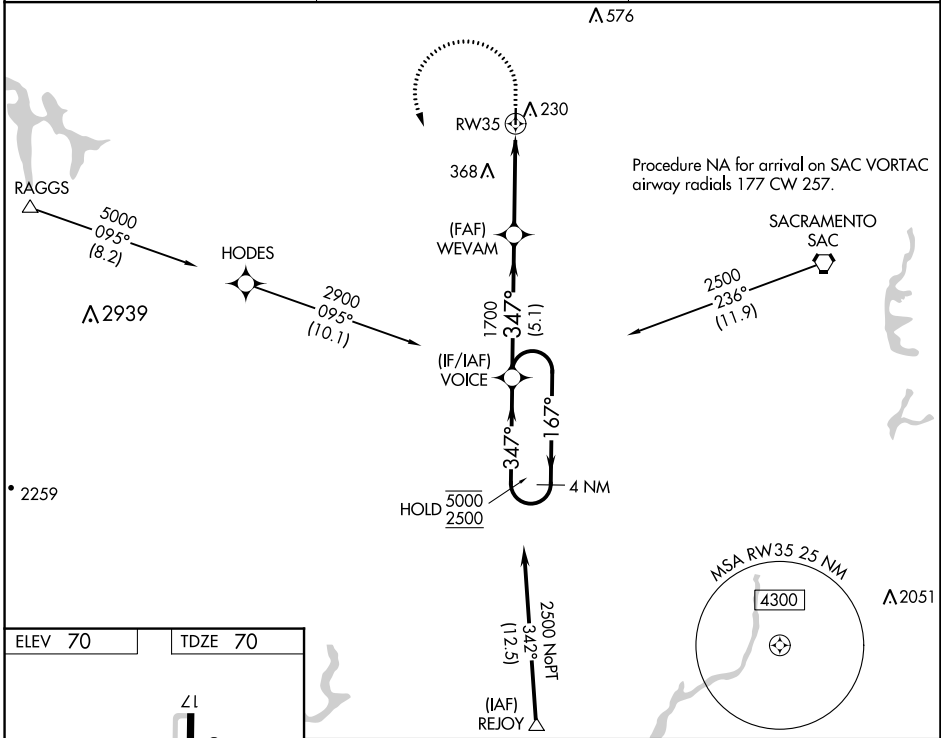 576
230
RW35
368
Procedure NA for arrival on SAC VORTAC
airway radials 177 CW 257.
RAGGS
5000
095°
(8.2)
(FAF)
WEVAM
SACRAMENTO
SAC
HODES
2500
236°
(11.9)
2939
2900
095°
(10.1)
1700
347°
(5.1)
(IF/IAF)
VOICE
347°
167°
2259
HOLD 5000
2500
4 NM
MSA RW35 25 NM
4300
2051
2500 NoPT
342°
(12.5)
ELEV 70
TDZE 70
17
(IAF)
REJOY